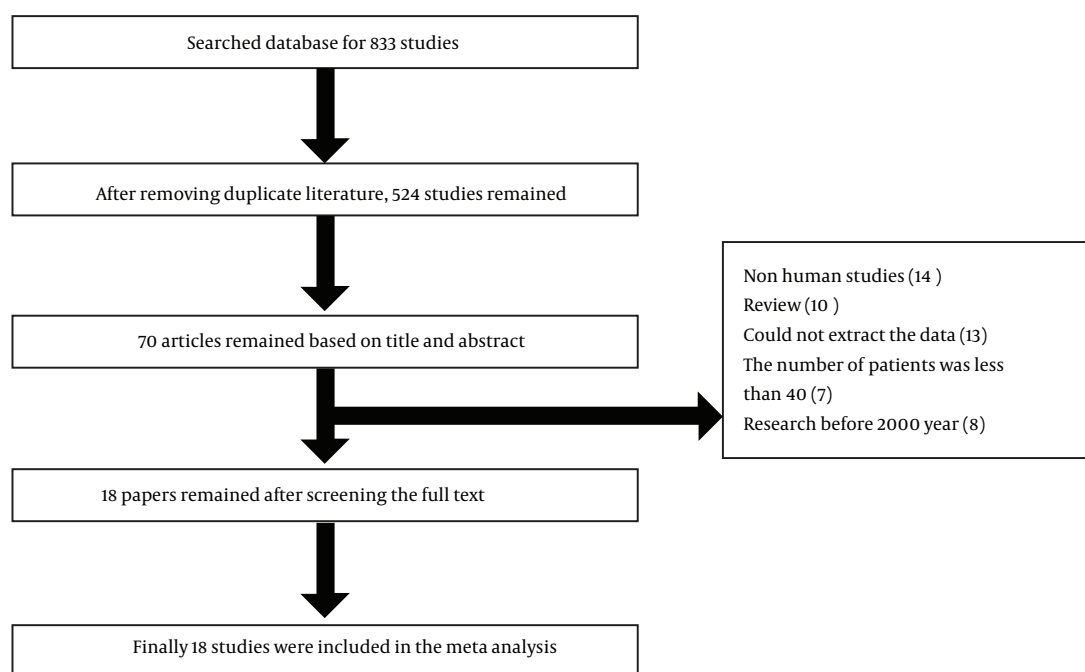 Searched database for 833 studies
After removing duplicate literature, 524 studies remained
70 articles remained based on title and abstract
Non human studies (14 )
Review (10 )
Could not extract the data (13)
The number of patients was less
than 40 (7)
Research before 2000 year (8)
18 papers remained after screening the full text
Finally 18 studies were included in the meta analysis